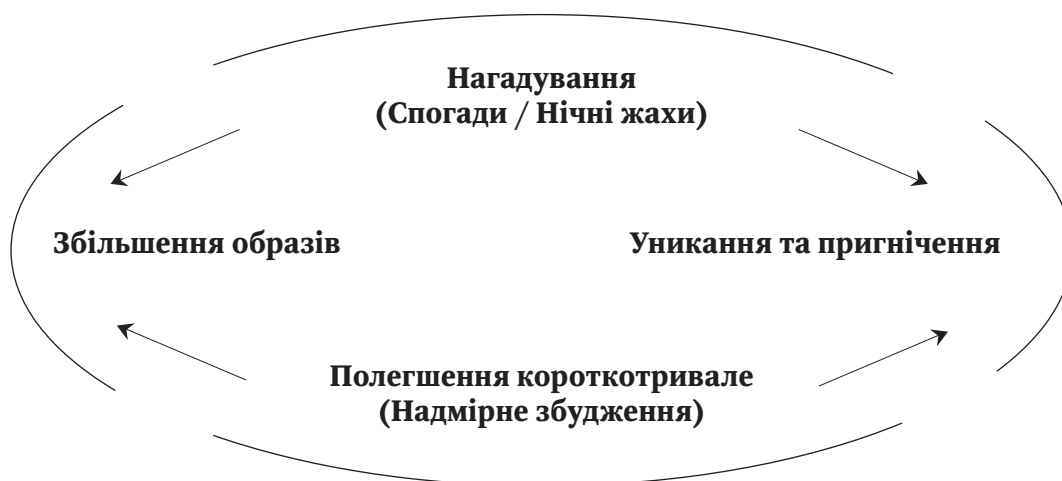 Нагадування
(Спогади / Нічні жахи)
Збільшення образів
Уникання та пригнічення
Полегшення короткотривале
(Надмірне збудження)